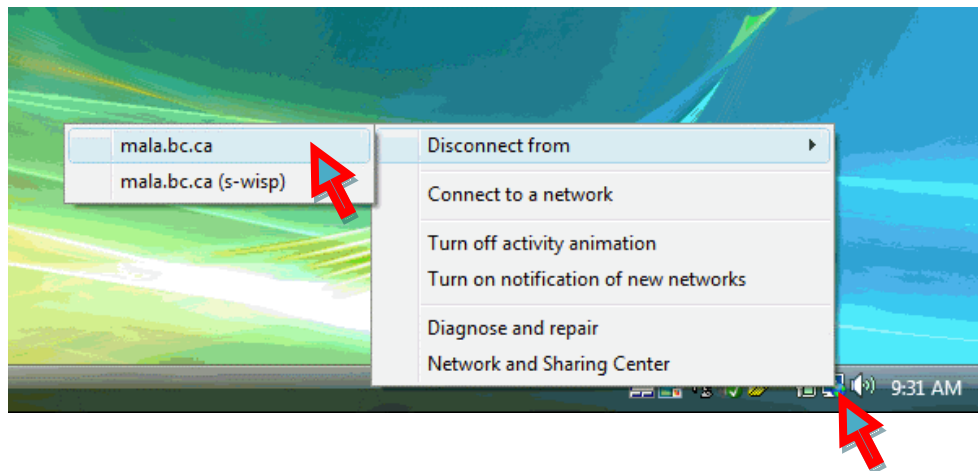 mala.bc.ca
mala.bc.ca (s-wisp)
Disconnect from
Connect to a network
Turn off activity animation
Turn on notification of new networks
Diagnose and repair
Network and Sharing Center
9:31 AM